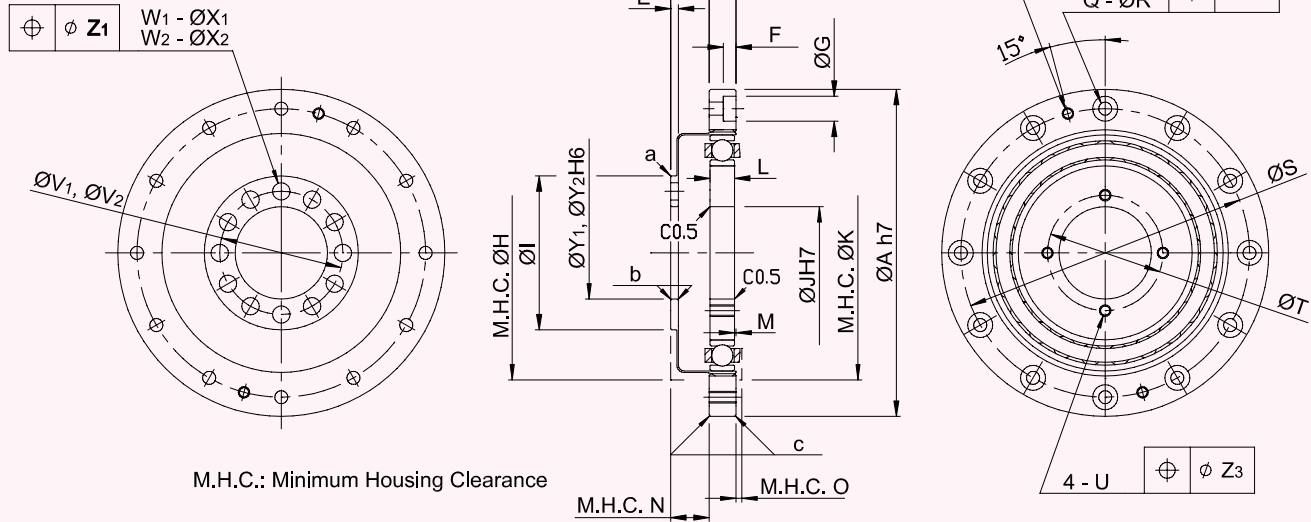 ⌖ ⌀ Z1
W1 - ØX1
W2 - ØX2
ØV1, ØV2
M.H.C.: Minimum Housing Clearance
F
ØG
a
L
C0.5
b
C0.5
M
M.H.C. ØH
ØI
ØY1, ØY2H6
ØJH7
M.H.C. ØK
ØA h7
c
M.H.C. O
M.H.C. N
Q - ØR
15°
ØS
ØT
4 - U
⌖ ⌀ Z3